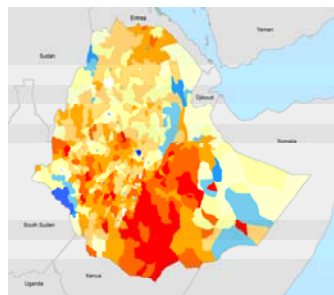 Eritrea
Yemen
Sudan
Djibouti
Somalia
South Sudan
Uganda
Kenya